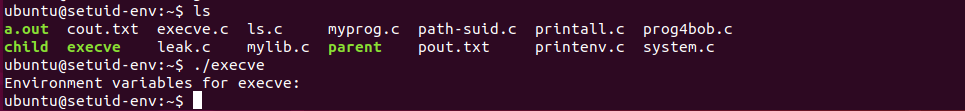 ubuntu@setuid-env:~$ ls
a.out cout.txt execve.c ls.c myprog.c path-suid.c printall.c prog4bob.c
child execve leak.c mylib.c parent pout.txt printenv.c system.c
ubuntu@setuid-env:~$ ./execve
Environment variables for execve:
ubuntu@setuid-env:~$